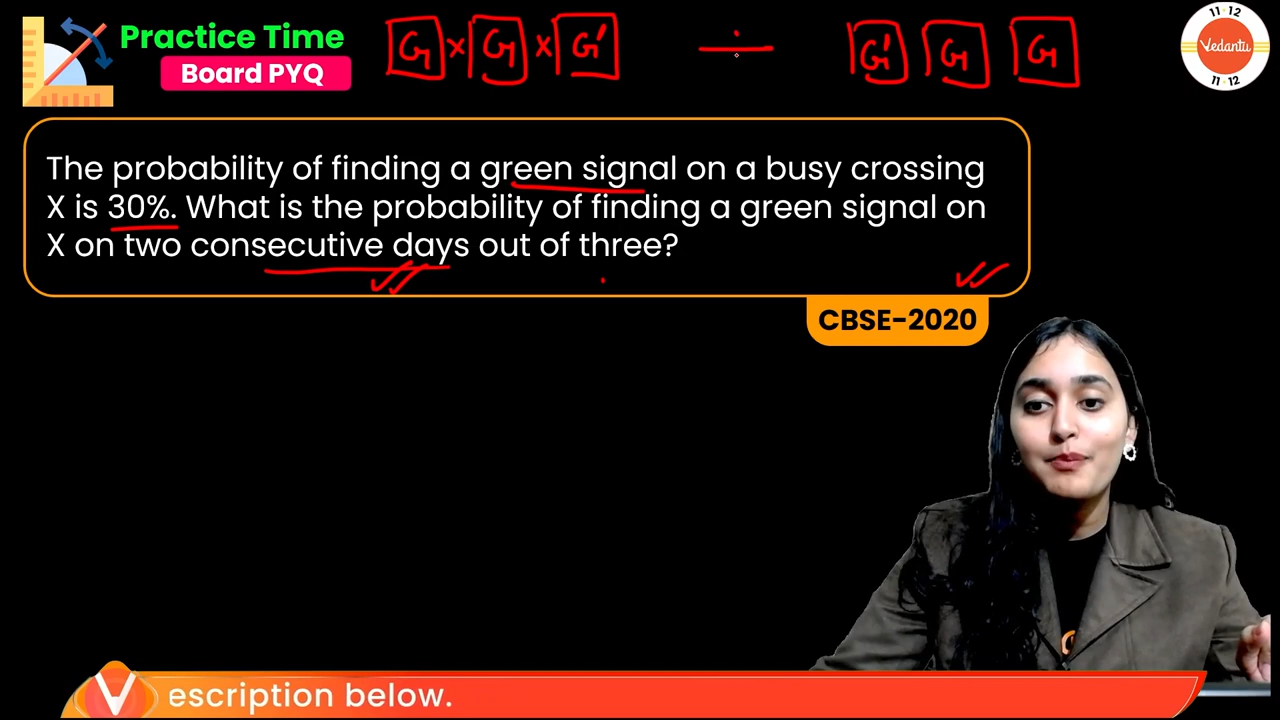 Practice Time
Board PYQ
G × G × G' ÷ G' G G
11·12
Vedantu
11·12
The probability of finding a green signal on a busy crossing
X is 30%. What is the probability of finding a green signal on
X on two consecutive days out of three?
CBSE-2020
V escription below.